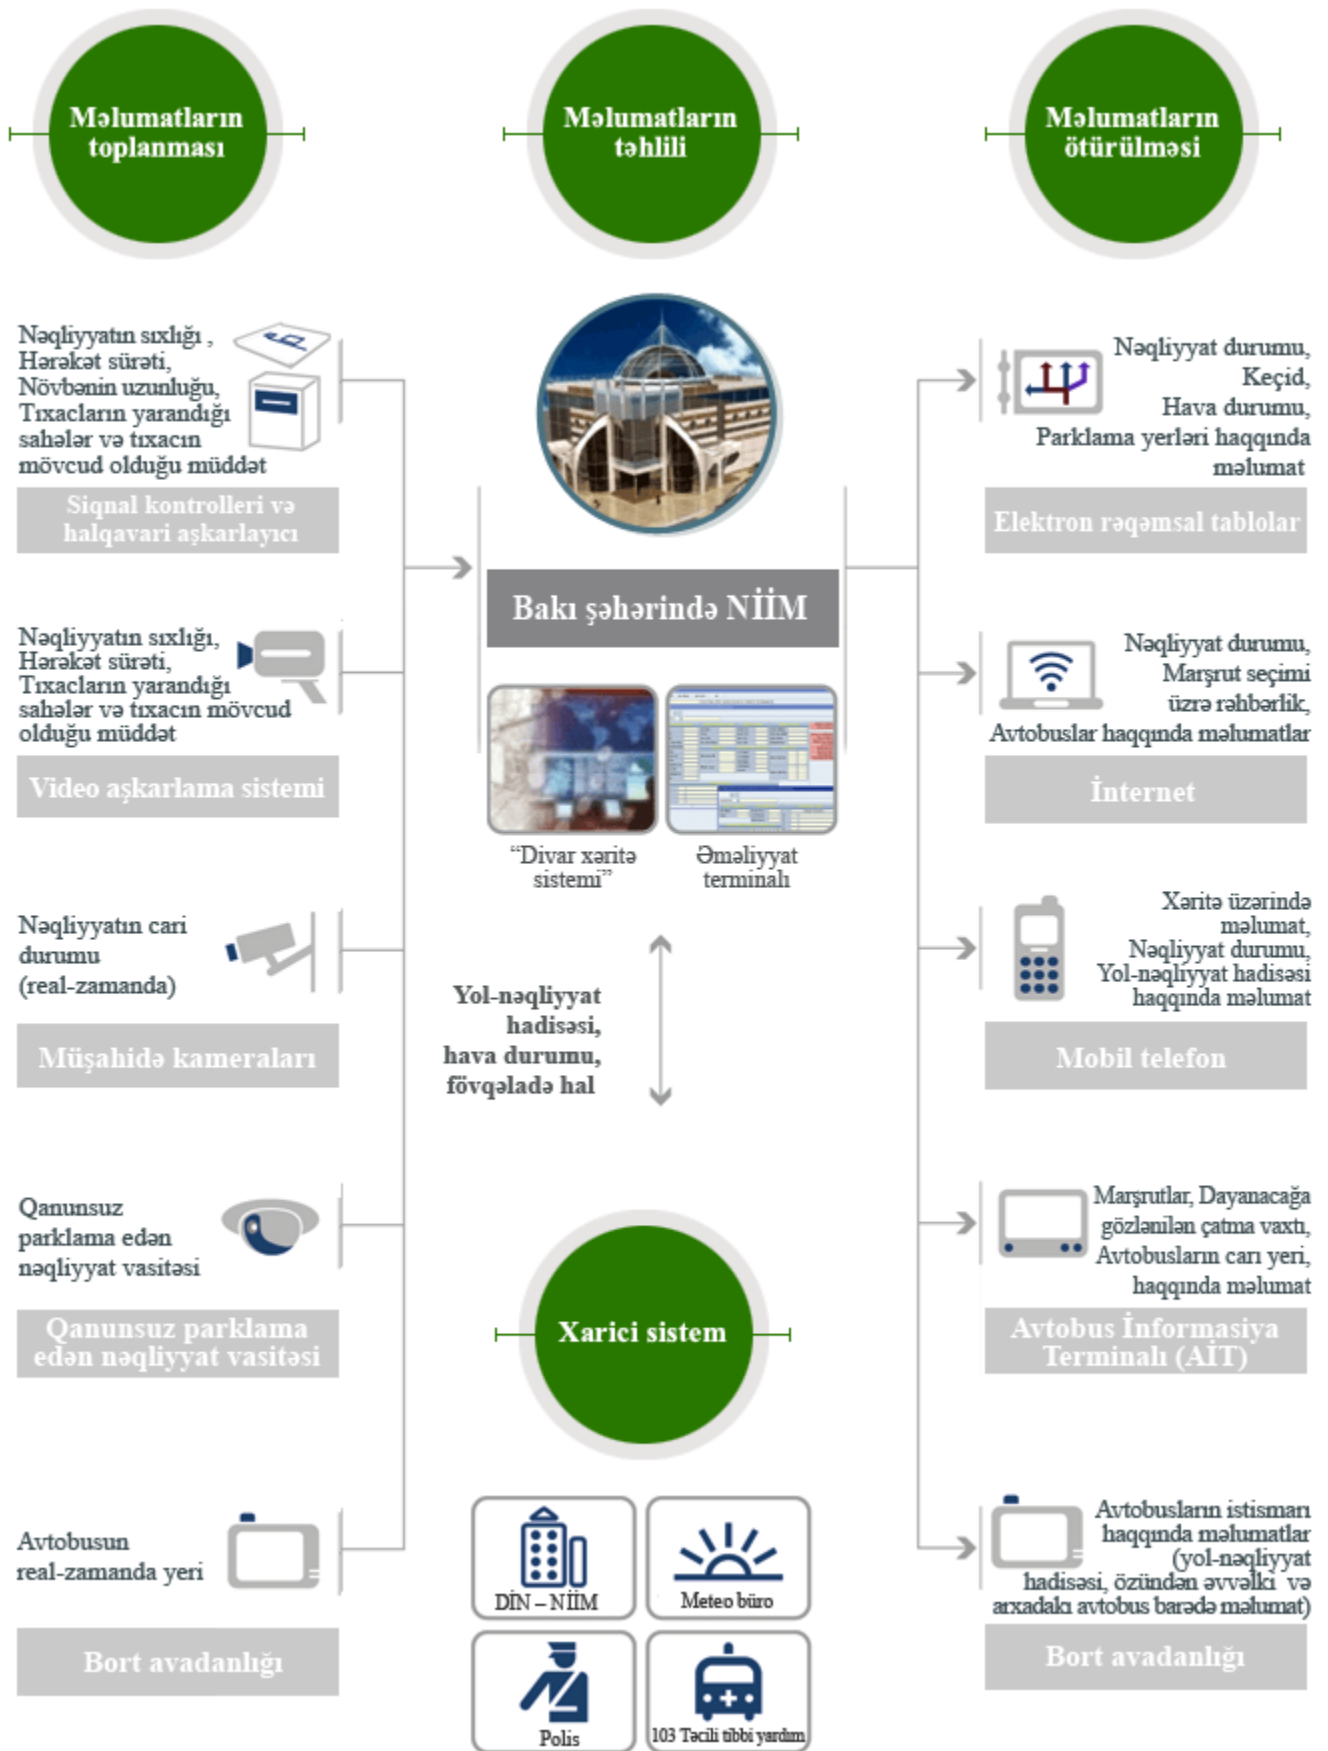 Məlumatların
toplanması
Məlumatların
təhlili
Məlumatların
ötürülməsi
Nəqliyyatın sıxlığı ,
Hərəkət sürəti,
Növbənin uzunluğu,
Tıxacların yarandığı
sahələr və tıxacın
mövcud olduğu müddət
Siqnal kontrolleri və
halqavari aşkarlayıcı
Nəqliyyatın sıxlığı,
Hərəkət sürəti,
Tıxacların yarandığı
sahələr və tıxacın mövcud
olduğu müddət
Video aşkarlama sistemi
Nəqliyyatın cari
durumu
(real-zamanda)
Müşahidə kameraları
Qanunsuz
parklama edən
nəqliyyat vasitəsi
Qanunsuz parklama
edən nəqliyyat vasitəsi
Avtobusun
real-zamanda yeri
Bort avadanlığı
Bakı şəhərində NİİM
“Divar xəritə
sistemi”
Əməliyyat
terminalı
Yol-nəqliyyat
hadisəsi,
hava durumu,
fövqəladə hal
Xarici sistem
DİN – NİİM
Meteo büro
Polis
103 Təcili tibbi yardım
Nəqliyyat durumu,
Keçid,
Hava durumu,
Parklama yerləri haqqında
məlumat
Elektron rəqəmsal tablolar
Nəqliyyat durumu,
Marşrut seçimi
üzrə rəhbərlik,
Avtobuslar haqqında məlumatlar
İnternet
Xəritə üzərində
məlumat,
Nəqliyyat durumu,
Yol-nəqliyyat hadisəsi
haqqında məlumat
Mobil telefon
Marşrutlar, Dayanacağa
gözlənilən çatma vaxtı,
Avtobusların carı yeri,
haqqında məlumat
Avtobus İnformasiya
Terminalı (AİT)
Avtobusların istismarı
haqqında məlumatlar
(yol-nəqliyyat
hadisəsi, özündən əvvəlki və
arxadakı avtobus barədə məlumat)
Bort avadanlığı